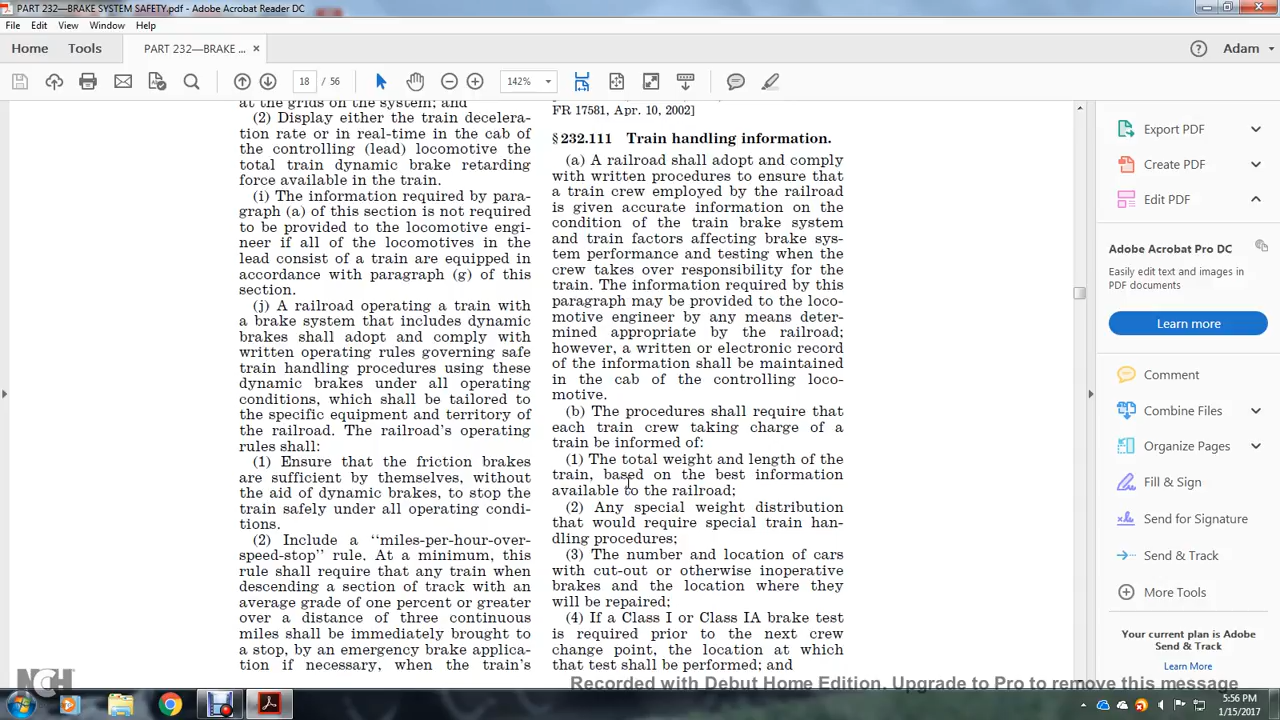 PART 232—BRAKE SYSTEM SAFETY.pdf - Adobe Acrobat Reader DC
File Edit View Window Help
Home Tools PART 232—BRAKE ... × Adam
18 / 56 142%
at the grids on the system; and
(2) Display either the train decelera-
tion rate or in real-time in the cab of
the controlling (lead) locomotive the
total train dynamic brake retarding
force available in the train.
(i) The information required by para-
graph (a) of this section is not required
to be provided to the locomotive engi-
neer if all of the locomotives in the
lead consist of a train are equipped in
accordance with paragraph (g) of this
section.
(j) A railroad operating a train with
a brake system that includes dynamic
brakes shall adopt and comply with
written operating rules governing safe
train handling procedures using these
dynamic brakes under all operating
conditions, which shall be tailored to
the specific equipment and territory of
the railroad. The railroad's operating
rules shall:
(1) Ensure that the friction brakes
are sufficient by themselves, without
the aid of dynamic brakes, to stop the
train safely under all operating condi-
tions.
(2) Include a ‘‘miles-per-hour-over-
speed-stop’’ rule. At a minimum, this
rule shall require that any train when
descending a section of track with an
average grade of one percent or greater
over a distance of three continuous
miles shall be immediately brought to
a stop, by an emergency brake applica-
tion if necessary, when the train's
FR 17581, Apr. 10, 2002]
§ 232.111 Train handling information.
(a) A railroad shall adopt and comply
with written procedures to ensure that
a train crew employed by the railroad
is given accurate information on the
condition of the train brake system
and train factors affecting brake sys-
tem performance and testing when the
crew takes over responsibility for the
train. The information required by this
paragraph may be provided to the loco-
motive engineer by any means deter-
mined appropriate by the railroad;
however, a written or electronic record
of the information shall be maintained
in the cab of the controlling loco-
motive.
(b) The procedures shall require that
each train crew taking charge of a
train be informed of:
(1) The total weight and length of the
train, based on the best information
available to the railroad;
(2) Any special weight distribution
that would require special train han-
dling procedures;
(3) The number and location of cars
with cut-out or otherwise inoperative
brakes and the location where they
will be repaired;
(4) If a Class I or Class IA brake test
is required prior to the next crew
change point, the location at which
that test shall be performed; and
Export PDF
Create PDF
Edit PDF
Adobe Acrobat Pro DC
Easily edit text and images in
PDF documents
Learn more
Comment
Combine Files
Organize Pages
Fill & Sign
Send for Signature
Send & Track
More Tools
Your current plan is Adobe
Send & Track
Learn More
NCH
Recorded with Debut Home Edition. Upgrade to Pro to remove this message
5:56 PM
1/15/2017